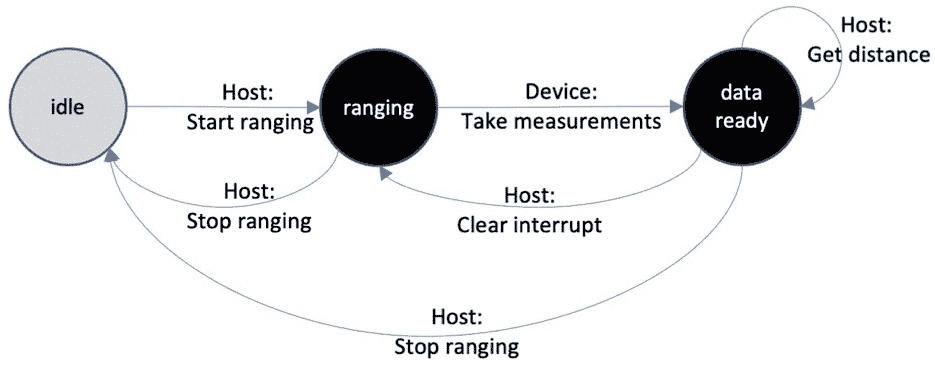 Host:
Get distance
idle
Host:
Start ranging
ranging
Device:
Take measurements
data
ready
Host:
Stop ranging
Host:
Clear interrupt
Host:
Stop ranging